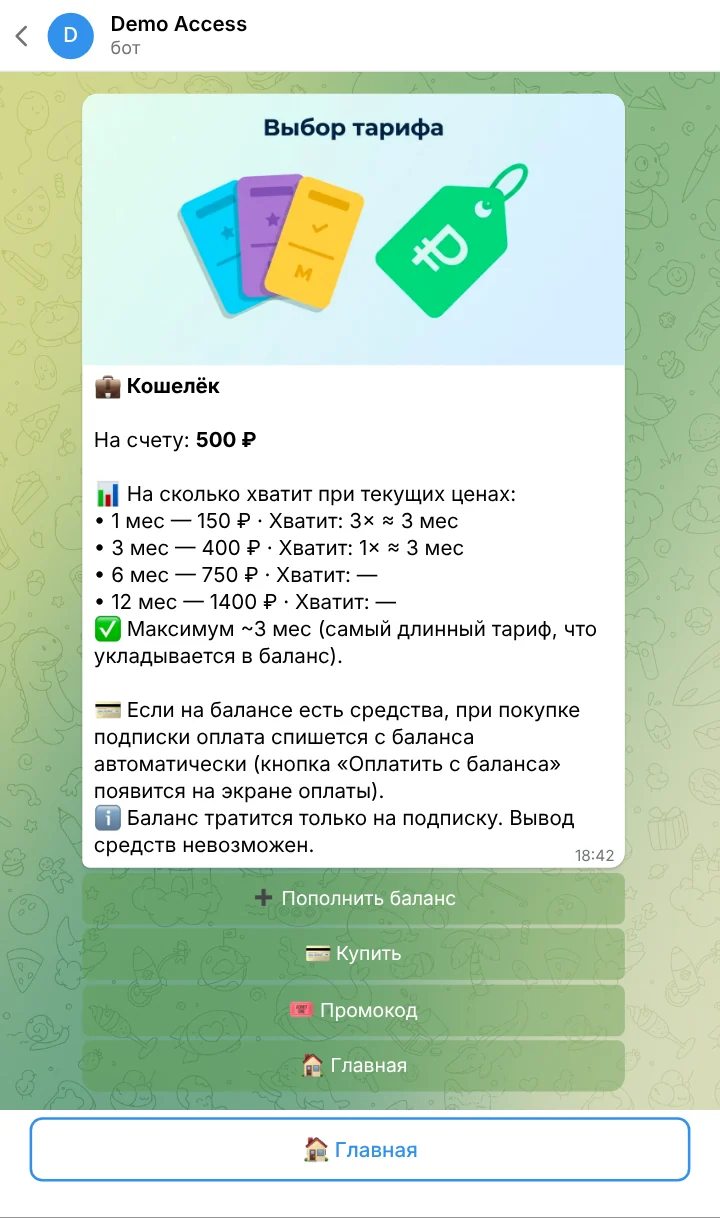 Demo Access
D
бот
Выбор тарифа
M
₽
💼 Кошелёк
На счету: 500 ₽
📊 На сколько хватит при текущих ценах:
• 1 мес — 150 ₽ · Хватит: 3× ≈ 3 мес
• 3 мес — 400 ₽ · Хватит: 1× ≈ 3 мес
• 6 мес — 750 ₽ · Хватит: —
• 12 мес — 1400 ₽ · Хватит: —
✅ Максимум ~3 мес (самый длинный тариф, что
укладывается в баланс).
💳 Если на балансе есть средства, при покупке
подписки оплата спишется с баланса
автоматически (кнопка «Оплатить с баланса»
появится на экране оплаты).
ℹ️ Баланс тратится только на подписку. Вывод
средств невозможен.
18:42
➕ Пополнить баланс
💳 Купить
🎟 Промокод
🏠 Главная
🏠 Главная